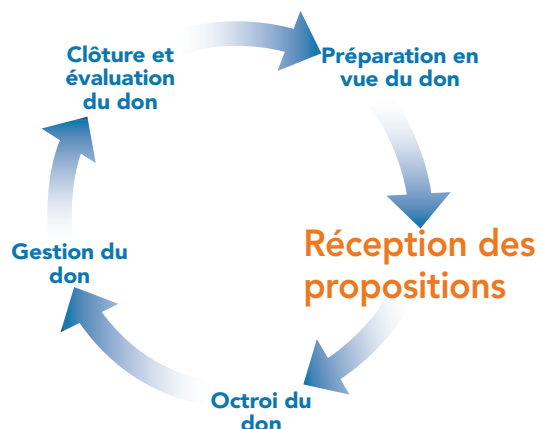 Clôture et
évaluation
du don
Préparation en
vue du don
Réception des
propositions
Gestion du
don
Octroi du
don